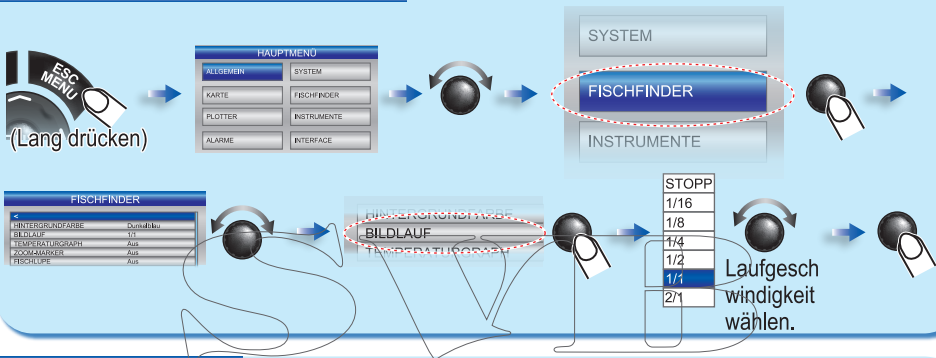 ESC
MENU
(Lang drücken)
HAUPTMENÜ
ALLGEMEIN SYSTEM
KARTE FISCHFINDER
PLOTTER INSTRUMENTE
ALARME INTERFACE
SYSTEM
FISCHFINDER
INSTRUMENTE
FISCHFINDER
<
HINTERGRUNDFARBE Dunkelblau
BILDLAUF 1/1
TEMPERATURGRAPH Aus
ZOOM-MARKER Aus
FISCHLUPE Aus
HINTERGRUNDFARBE
BILDLAUF
TEMPERATURGRAPH
STOPP
1/16
1/8
1/4
1/2
1/1
2/1
Laufgesch
windigkeit
wählen.